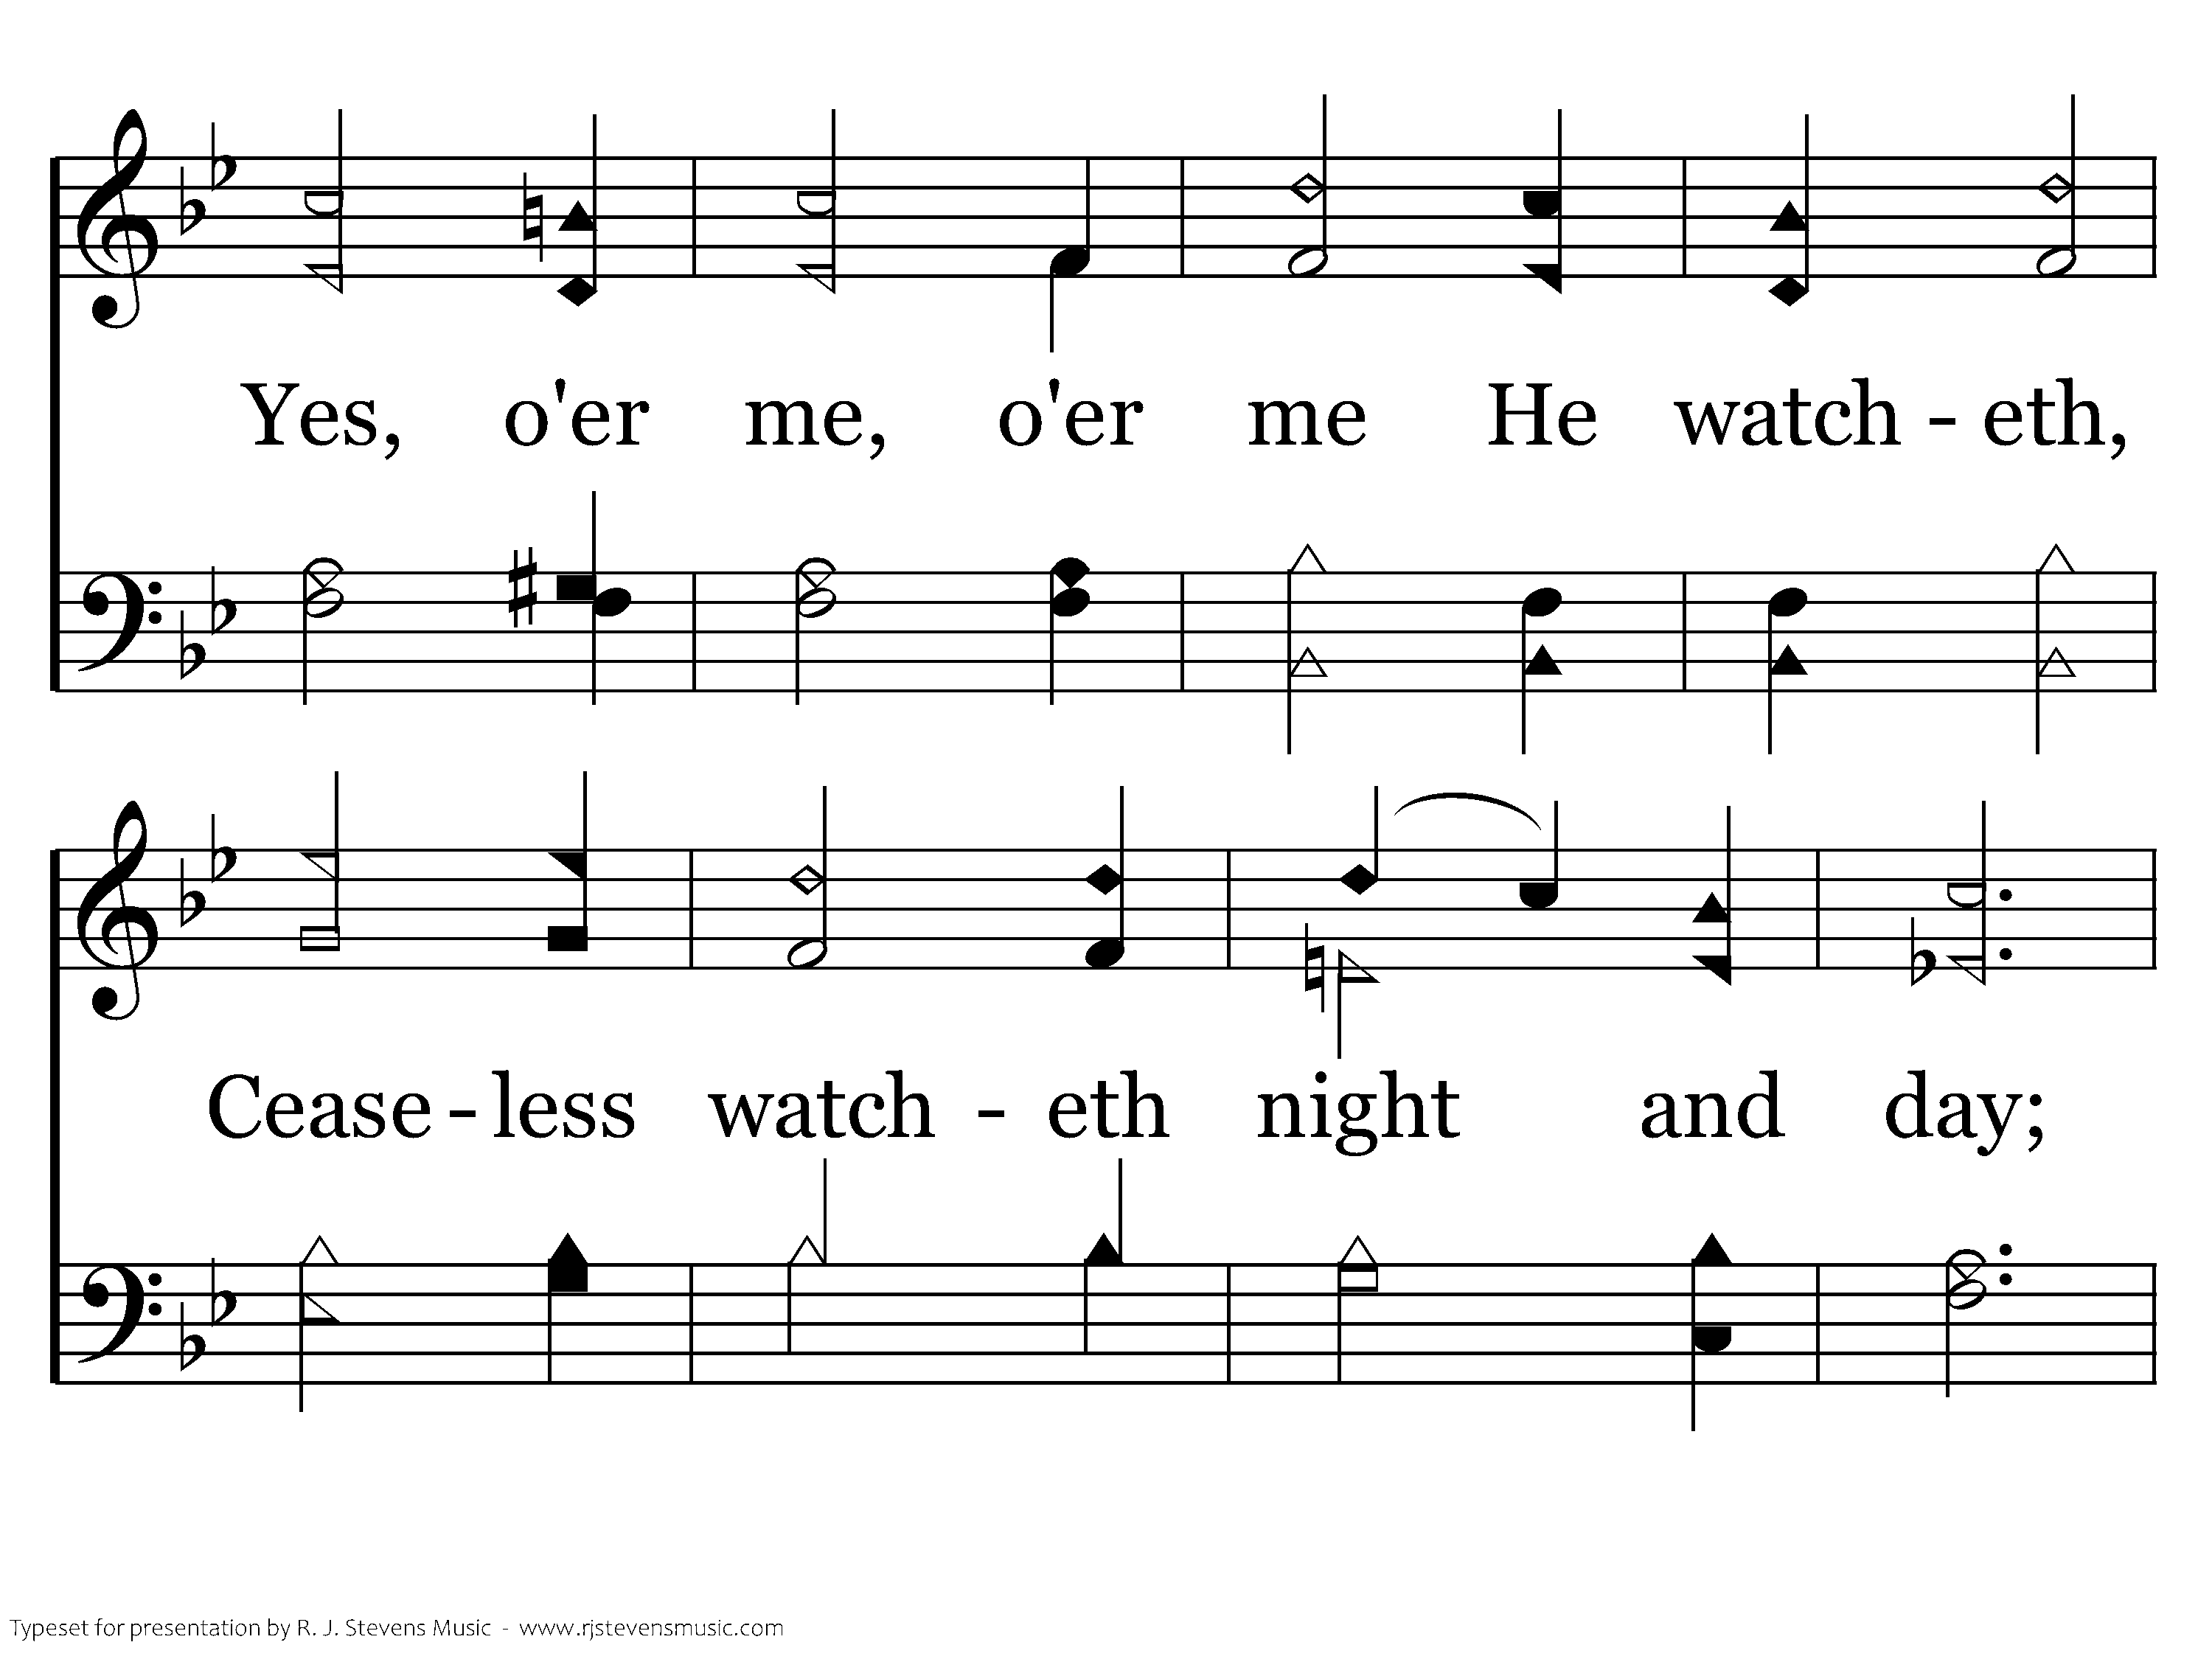 Yes, o'er me, o'er me He watch - eth,
Cease - less watch - eth night and day;
Typeset for presentation by R. J. Stevens Music - www.rjstevensmusic.com